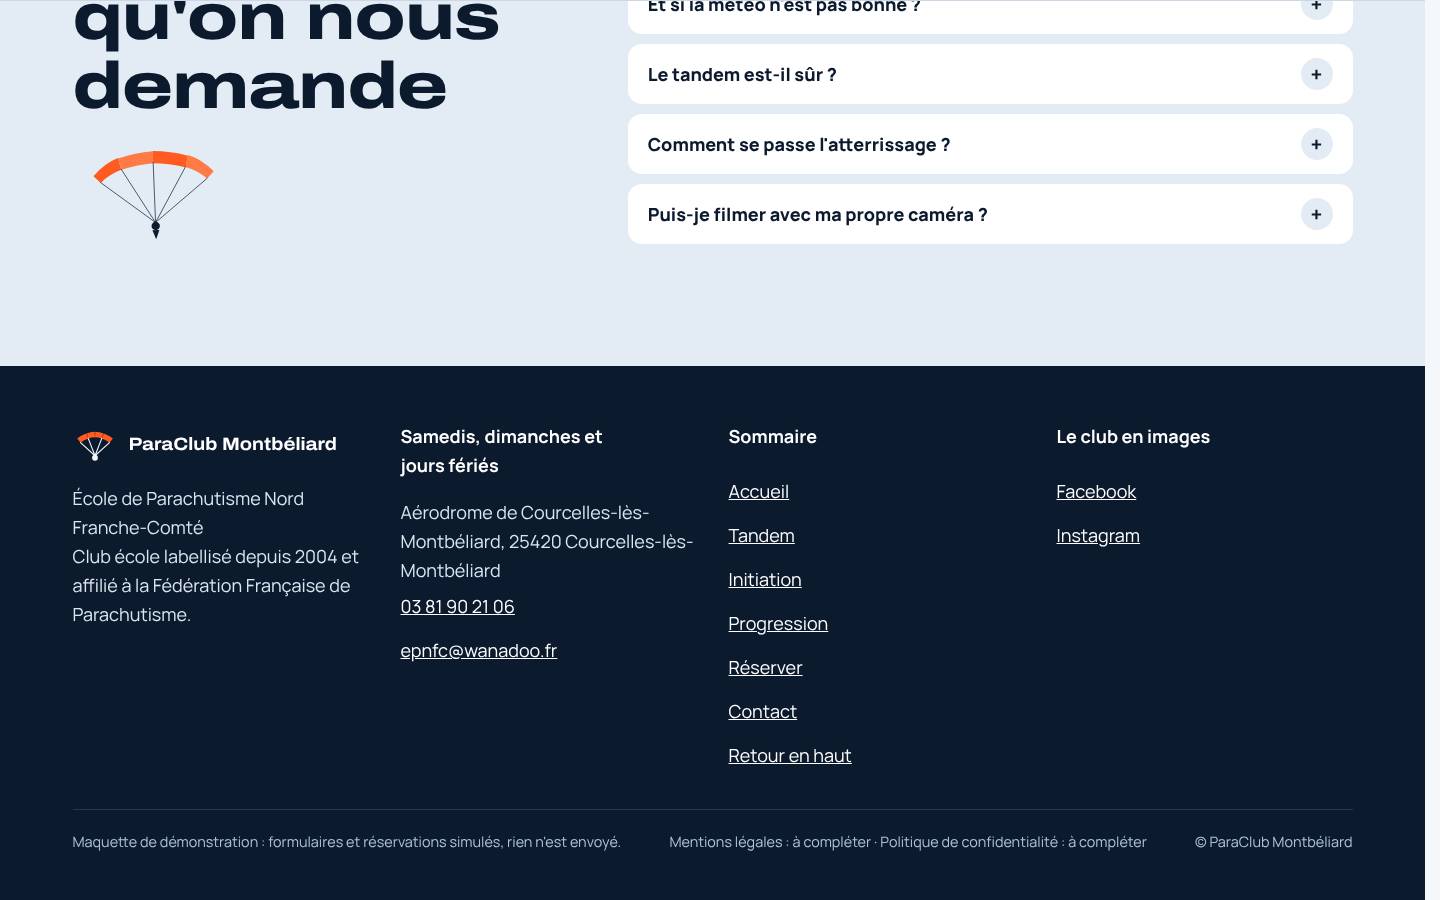 qu'on nous
demande
Et si la météo n'est pas bonne ?
+
Le tandem est-il sûr ?
+
Comment se passe l'atterrissage ?
+
Puis-je filmer avec ma propre caméra ?
+
ParaClub Montbéliard
École de Parachutisme Nord
Franche-Comté
Club école labellisé depuis 2004 et
affilié à la Fédération Française de
Parachutisme.
Samedis, dimanches et
jours fériés
Aérodrome de Courcelles-lès-
Montbéliard, 25420 Courcelles-lès-
Montbéliard
03 81 90 21 06
epnfc@wanadoo.fr
Sommaire
Accueil
Tandem
Initiation
Progression
Réserver
Contact
Retour en haut
Le club en images
Facebook
Instagram
Maquette de démonstration : formulaires et réservations simulés, rien n'est envoyé.
Mentions légales : à compléter · Politique de confidentialité : à compléter
© ParaClub Montbéliard